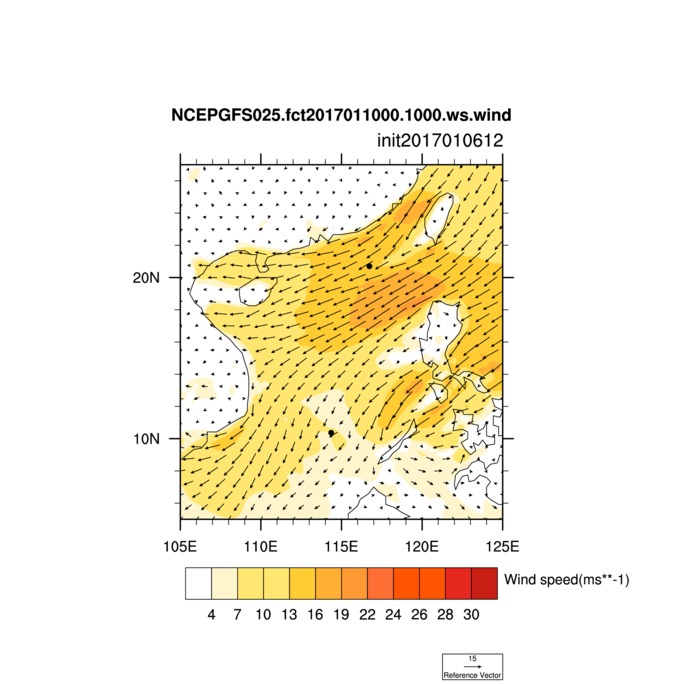 NCEPGFS025.fct2017011000.1000.ws.wind
init2017010612
20N
10N
105E 110E 115E 120E 125E
Wind speed(ms**-1)
4 7 10 13 16 19 22 24 26 28 30
15
Reference Vector